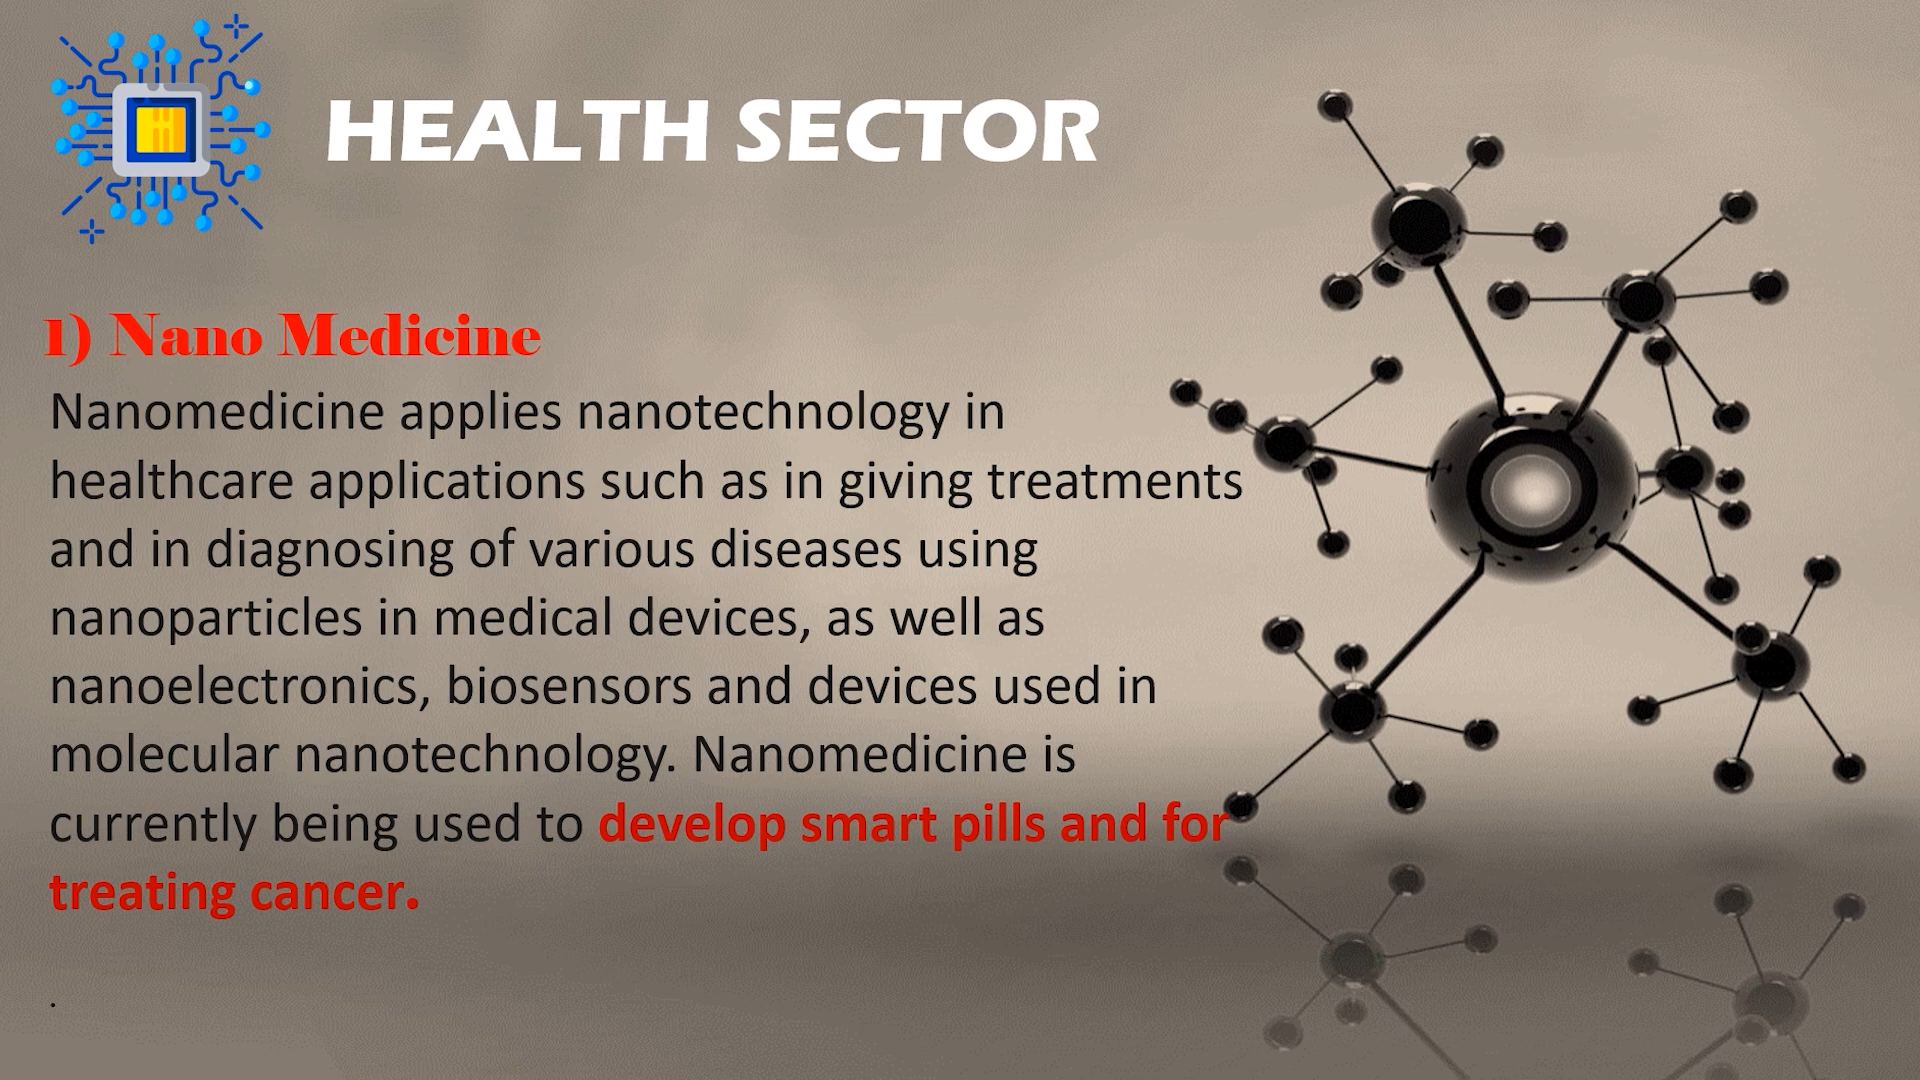 HEALTH SECTOR
1) Nano Medicine
Nanomedicine applies nanotechnology in
healthcare applications such as in giving treatments
and in diagnosing of various diseases using
nanoparticles in medical devices, as well as
nanoelectronics, biosensors and devices used in
molecular nanotechnology. Nanomedicine is
currently being used to develop smart pills and for
treating cancer.
.